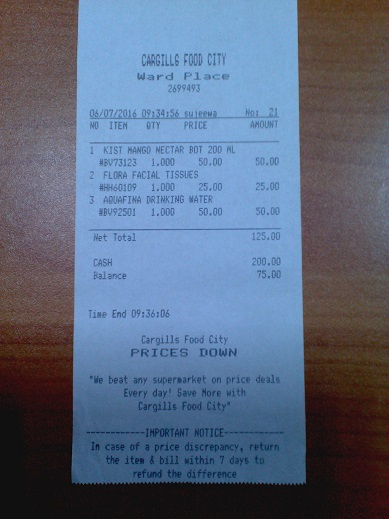 CARGILLS FOOD CITY
Ward Place
2699493
06/07/2016 09:34:56 sujeewa No: 21
NO ITEM QTY PRICE AMOUNT
1 KIST MANGO NECTAR BOT 200 ML
#BV73123 1.000 50.00 50.00
2 FLORA FACIAL TISSUES
#HH60109 1.000 25.00 25.00
3 AQUAFINA DRINKING WATER
#BV92501 1.000 50.00 50.00
Net Total 125.00
CASH 200.00
Balance 75.00
Time End 09:36:06
Cargills Food City
PRICES DOWN
"We beat any supermarket on price deals
Every day! Save More with
Cargills Food City"
------------IMPORTANT NOTICE------------
In case of a price discrepancy, return
the item & bill within 7 days to
refund the difference